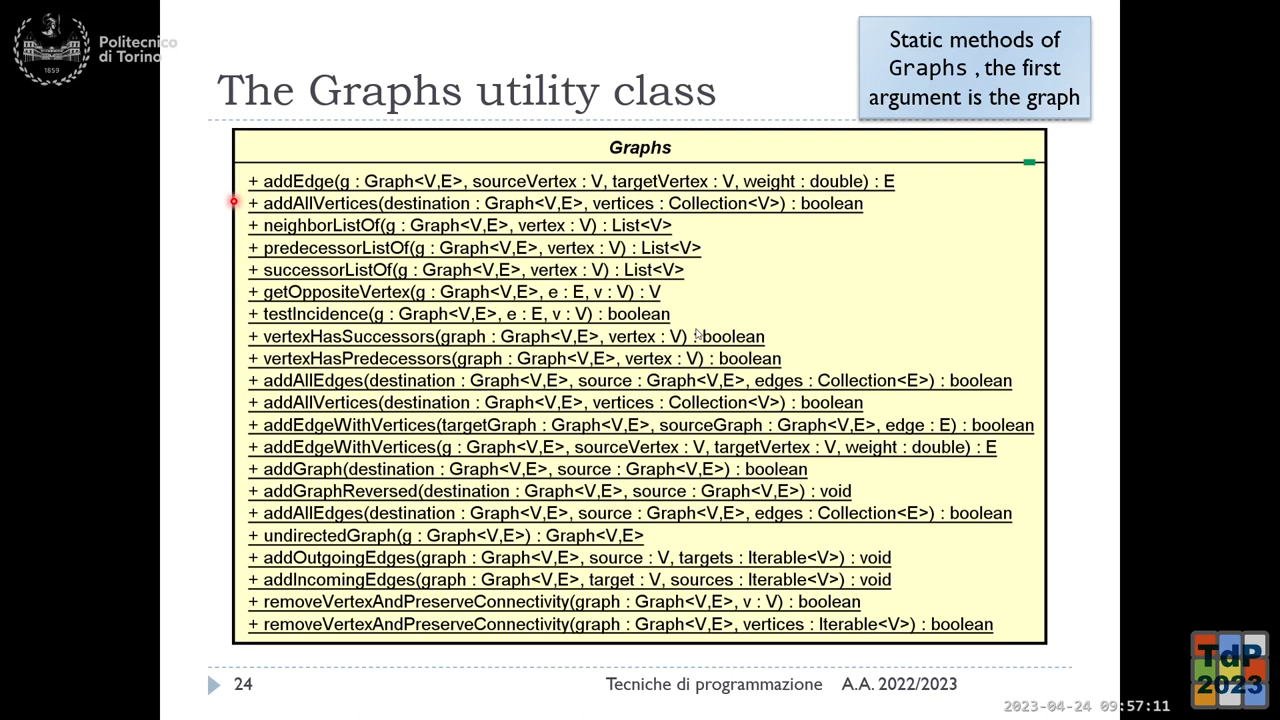 Politecnico
di Torino
1859
Static methods of
Graphs , the first
argument is the graph
The Graphs utility class
Graphs
+ addEdge(g : Graph<V,E>, sourceVertex : V, targetVertex : V, weight : double) : E
+ addAllVertices(destination : Graph<V,E>, vertices : Collection<V>) : boolean
+ neighborListOf(g : Graph<V,E>, vertex : V) : List<V>
+ predecessorListOf(g : Graph<V,E>, vertex : V) : List<V>
+ successorListOf(g : Graph<V,E>, vertex : V) : List<V>
+ getOppositeVertex(g : Graph<V,E>, e : E, v : V) : V
+ testIncidence(g : Graph<V,E>, e : E, v : V) : boolean
+ vertexHasSuccessors(graph : Graph<V,E>, vertex : V) : boolean
+ vertexHasPredecessors(graph : Graph<V,E>, vertex : V) : boolean
+ addAllEdges(destination : Graph<V,E>, source : Graph<V,E>, edges : Collection<E>) : boolean
+ addAllVertices(destination : Graph<V,E>, vertices : Collection<V>) : boolean
+ addEdgeWithVertices(targetGraph : Graph<V,E>, sourceGraph : Graph<V,E>, edge : E) : boolean
+ addEdgeWithVertices(g : Graph<V,E>, sourceVertex : V, targetVertex : V, weight : double) : E
+ addGraph(destination : Graph<V,E>, source : Graph<V,E>) : boolean
+ addGraphReversed(destination : Graph<V,E>, source : Graph<V,E>) : void
+ addAllEdges(destination : Graph<V,E>, source : Graph<V,E>, edges : Collection<E>) : boolean
+ undirectedGraph(g : Graph<V,E>) : Graph<V,E>
+ addOutgoingEdges(graph : Graph<V,E>, source : V, targets : Iterable<V>) : void
+ addIncomingEdges(graph : Graph<V,E>, target : V, sources : Iterable<V>) : void
+ removeVertexAndPreserveConnectivity(graph : Graph<V,E>, v : V) : boolean
+ removeVertexAndPreserveConnectivity(graph : Graph<V,E>, vertices : Iterable<V>) : boolean
24
Tecniche di programmazione A.A. 2022/2023
TdP
2023
2023-04-24 09:57:11